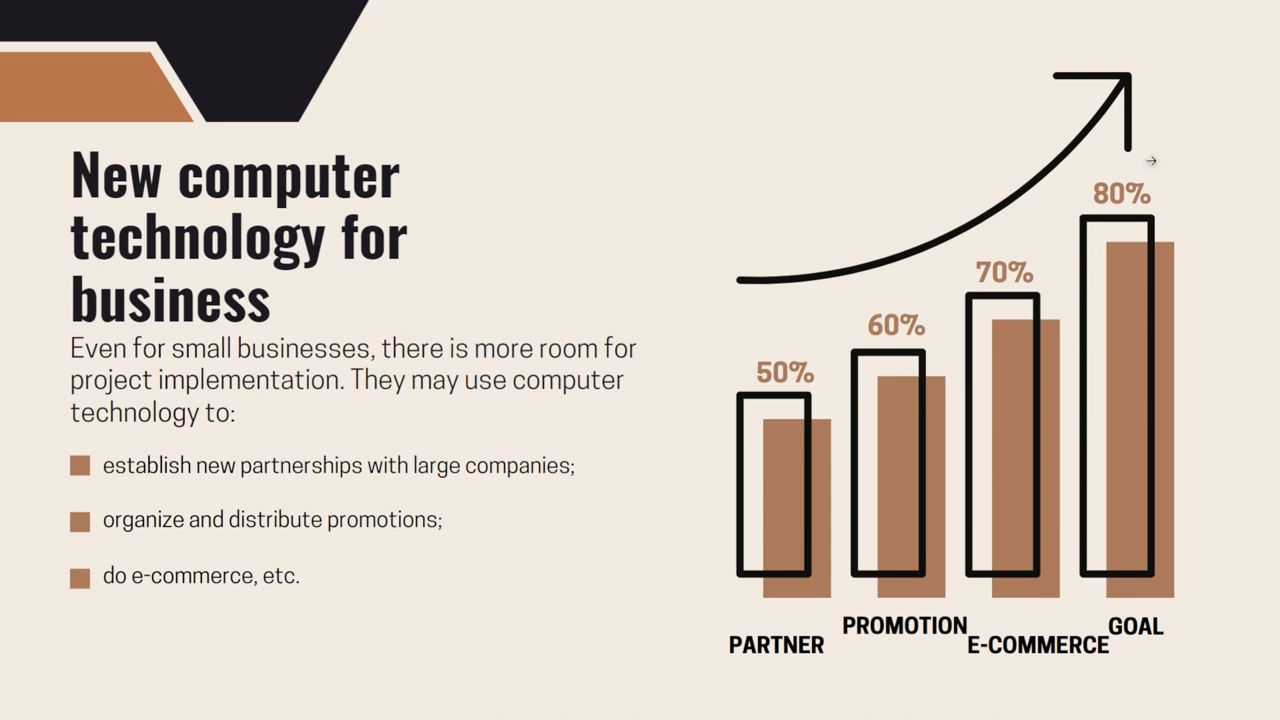 New computer
technology for
business
Even for small businesses, there is more room for
project implementation. They may use computer
technology to:
establish new partnerships with large companies;
organize and distribute promotions;
do e-commerce, etc.
80%
70%
60%
50%
PROMOTION
GOAL
PARTNER
E-COMMERCE